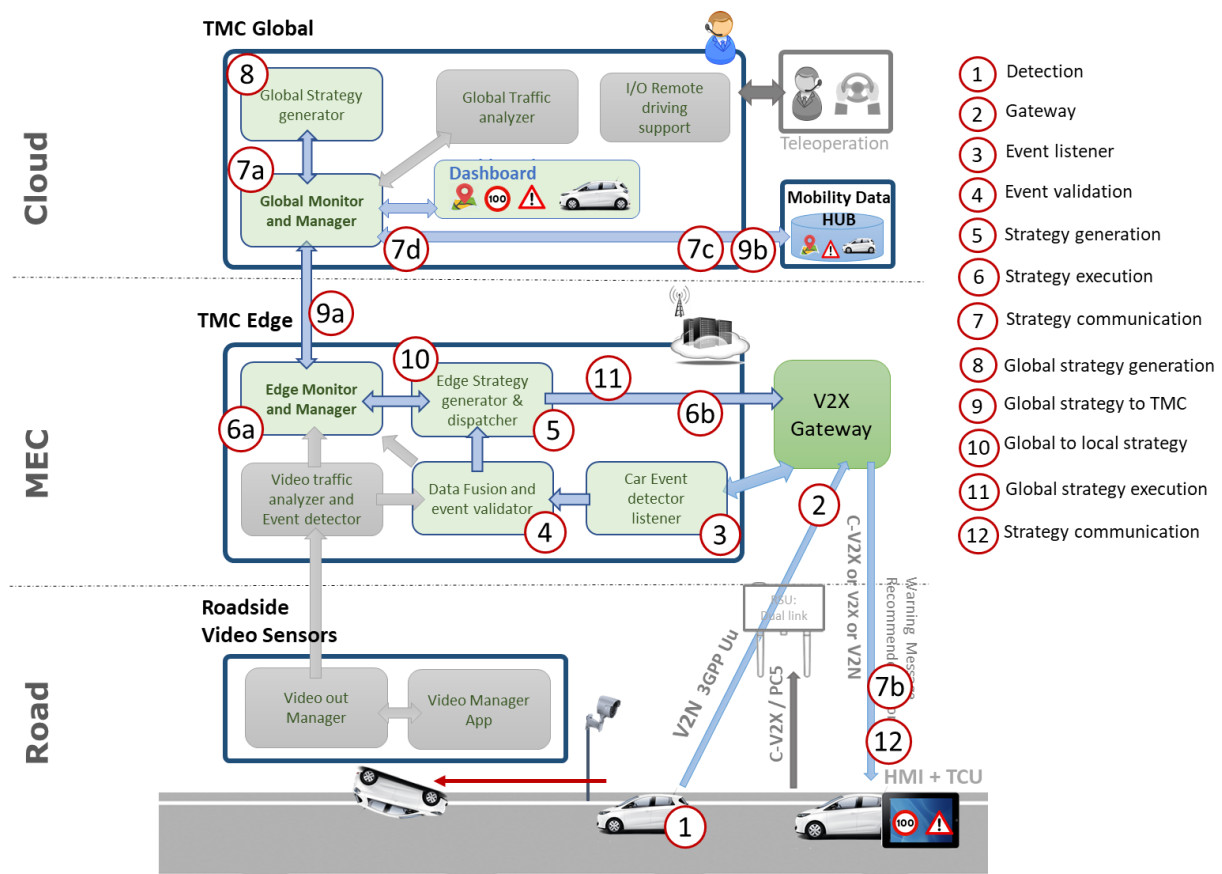 TMC Global
Cloud
8
Global Strategy
generator
Global Traffic
analyzer
I/O Remote
driving
support
Teleoperation
7a
Global Monitor
and Manager
Dashboard
100
7d
7c
9b
Mobility Data
HUB
9a
TMC Edge
MEC
10
Edge Monitor
and Manager
6a
Edge Strategy
generator &
dispatcher
5
11
6b
V2X
Gateway
Video traffic
analyzer and
Event detector
Data Fusion and
event validator
4
Car Event
detector
listener
3
2
C-V2X or V2X or V2N
Warning Message
RSU:
Dual link
V2N 3GPP Uu
C-V2X / PC5
7b
12
Roadside
Video Sensors
Road
Video out
Manager
Video Manager
App
HMI + TCU
1
100
1 Detection
2 Gateway
3 Event listener
4 Event validation
5 Strategy generation
6 Strategy execution
7 Strategy communication
8 Global strategy generation
9 Global strategy to TMC
10 Global to local strategy
11 Global strategy execution
12 Strategy communication